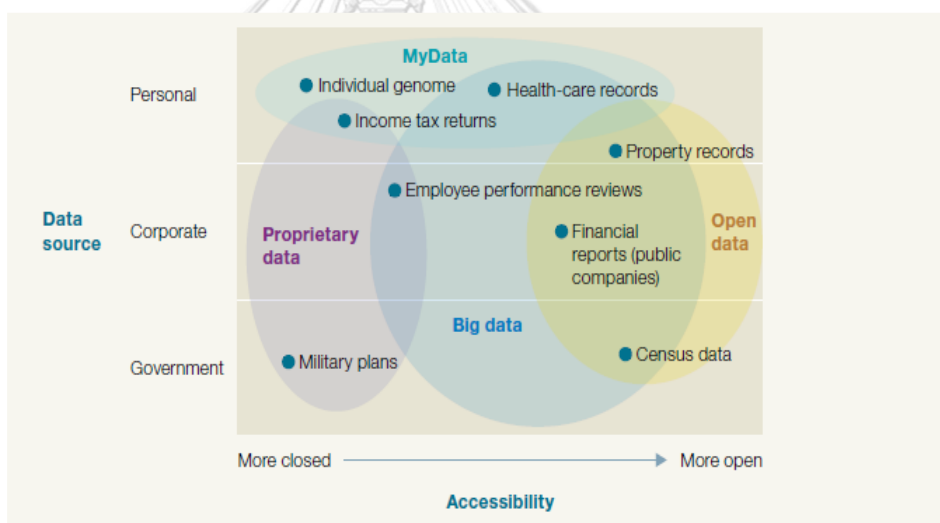 MyData
Personal
Individual genome
Health-care records
Income tax returns
Property records
Employee performance reviews
Data
source
Corporate
Proprietary
data
Financial
reports (public
companies)
Open
data
Big data
Government
Military plans
Census data
More closed
More open
Accessibility